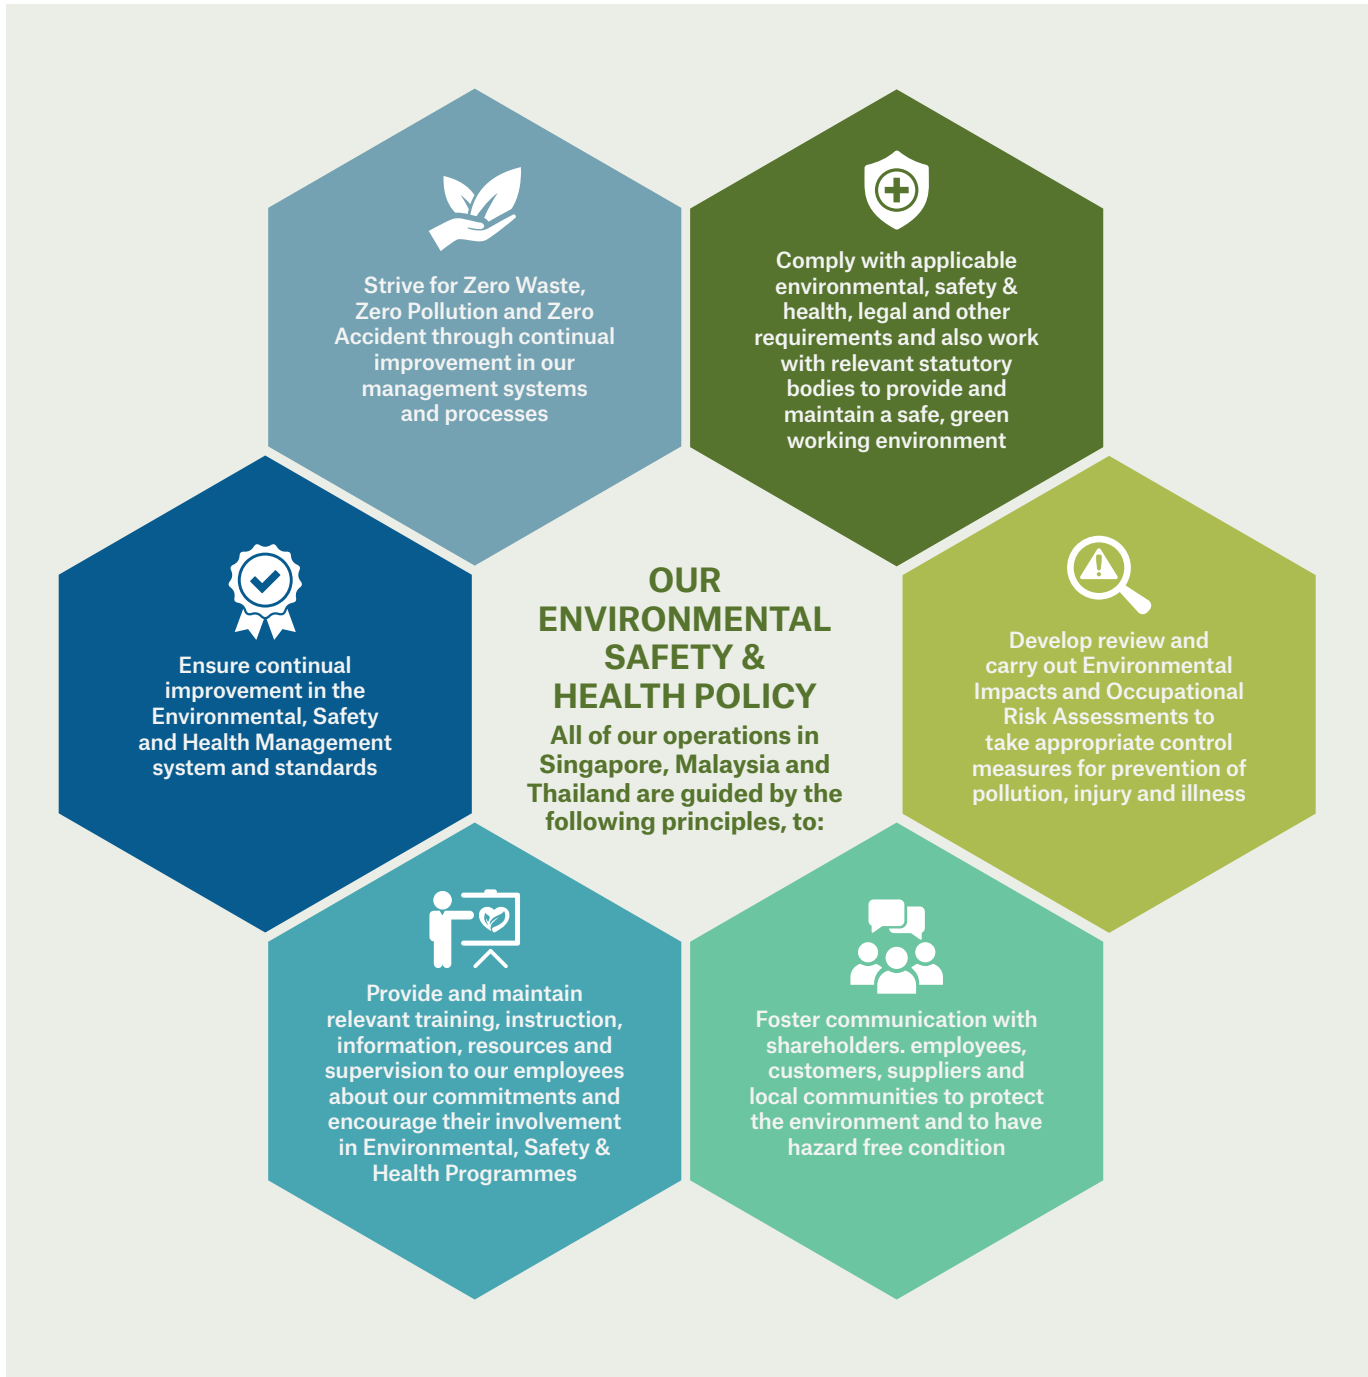 OUR
ENVIRONMENTAL
SAFETY &
HEALTH POLICY
All of our operations in
Singapore, Malaysia and
Thailand are guided by the
following principles, to:
Strive for Zero Waste,
Zero Pollution and Zero
Accident through continual
improvement in our
management systems
and processes
Comply with applicable
environmental, safety &
health, legal and other
requirements and also work
with relevant statutory
bodies to provide and
maintain a safe, green
working environment
Develop review and
carry out Environmental
Impacts and Occupational
Risk Assessments to
take appropriate control
measures for prevention of
pollution, injury and illness
Foster communication with
shareholders. employees,
customers, suppliers and
local communities to protect
the environment and to have
hazard free condition
Provide and maintain
relevant training, instruction,
information, resources and
supervision to our employees
about our commitments and
encourage their involvement
in Environmental, Safety &
Health Programmes
Ensure continual
improvement in the
Environmental, Safety
and Health Management
system and standards